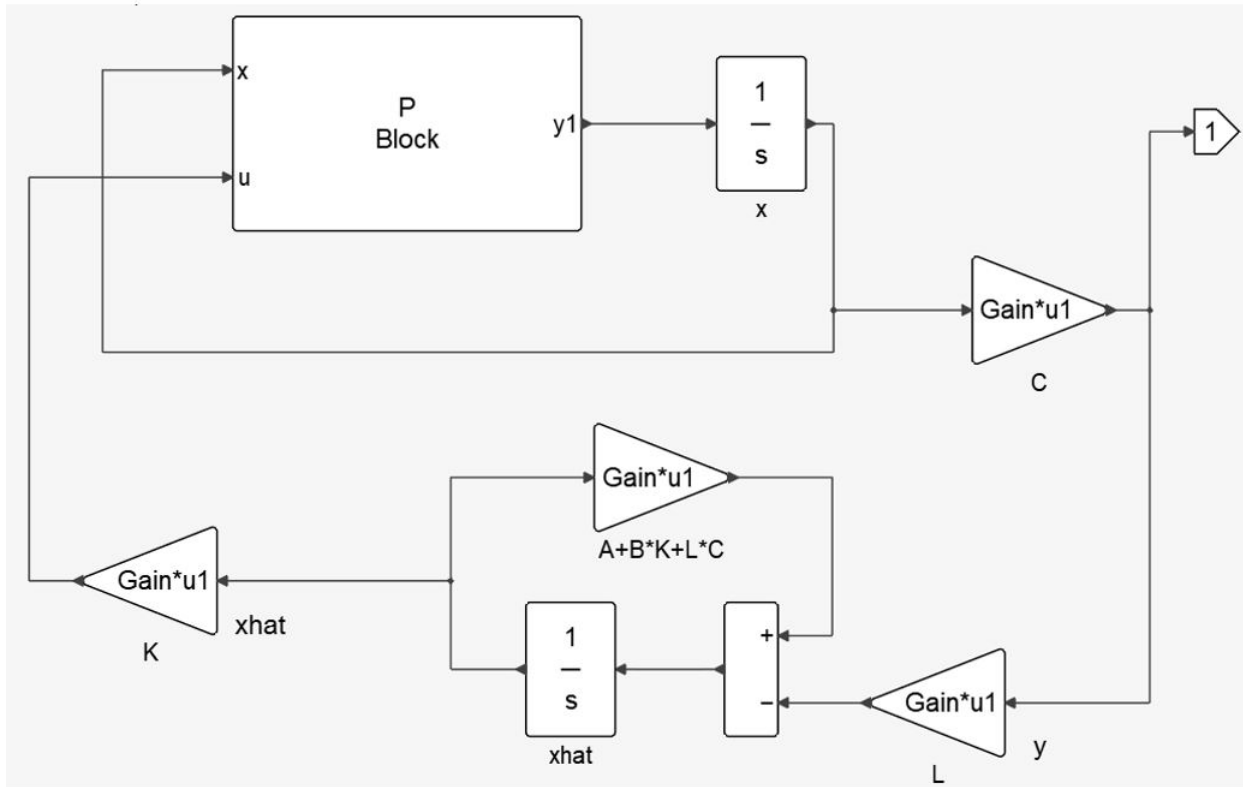 x
P
Block
y1
u
1
s
x
1
Gain*u1
C
Gain*u1
A+B*K+L*C
Gain*u1
xhat
K
1
s
xhat
+
−
Gain*u1
y
L